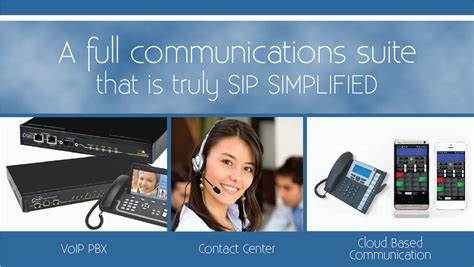 A full communications suite
that is truly SIP SIMPLIFIED
VoIP PBX
Contact Center
Cloud Based
Communication